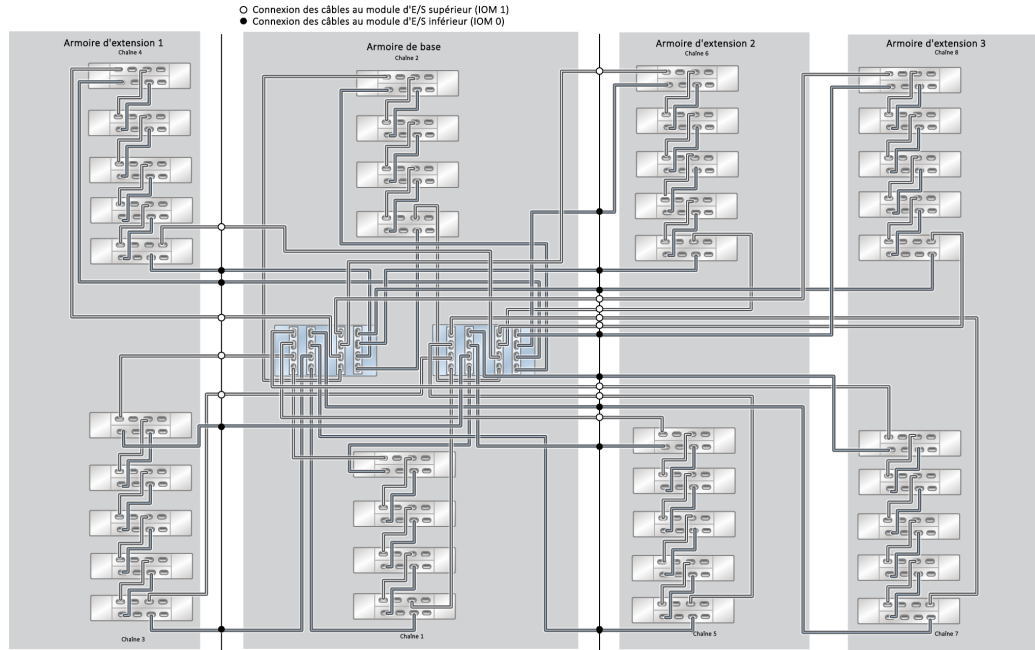 Connexion des câbles au module d'E/S supérieur (IOM 1)
Connexion des câbles au module d'E/S inférieur (IOM 0)
Armoire d'extension 1
Chaîne 4
Armoire de base
Chaîne 2
Armoire d'extension 2
Chaîne 6
Armoire d'extension 3
Chaîne 8
Chaîne 3
Chaîne 1
Chaîne 5
Chaîne 7